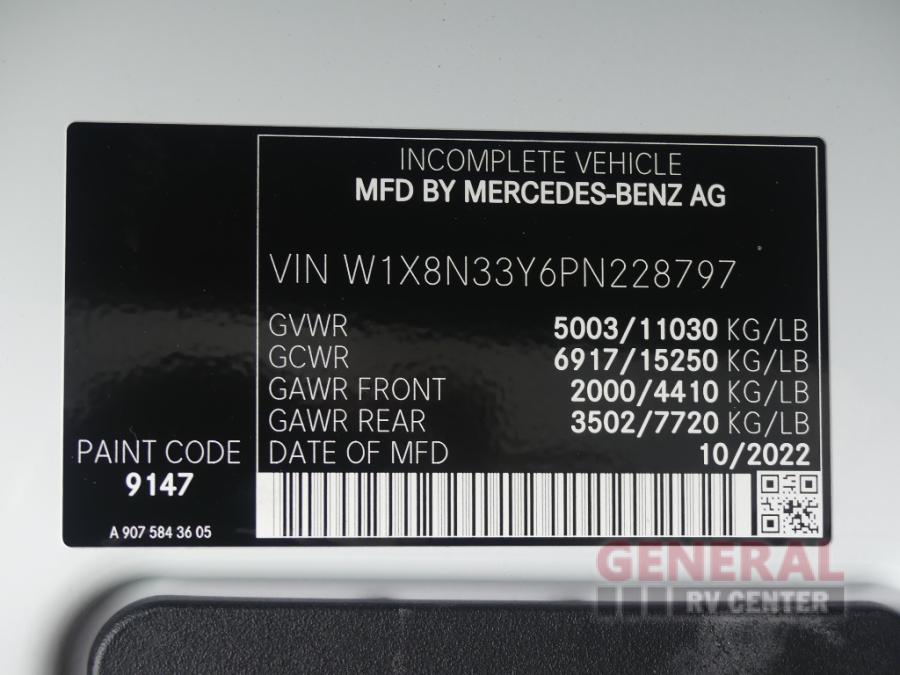 INCOMPLETE VEHICLE
MFD BY MERCEDES-BENZ AG
VIN W1X8N33Y6PN228797
GVWR 5003/11030 KG/LB
GCWR 6917/15250 KG/LB
GAWR FRONT 2000/4410 KG/LB
GAWR REAR 3502/7720 KG/LB
DATE OF MFD 10/2022
PAINT CODE
9147
A 907 584 36 05
GENERAL
RV CENTER